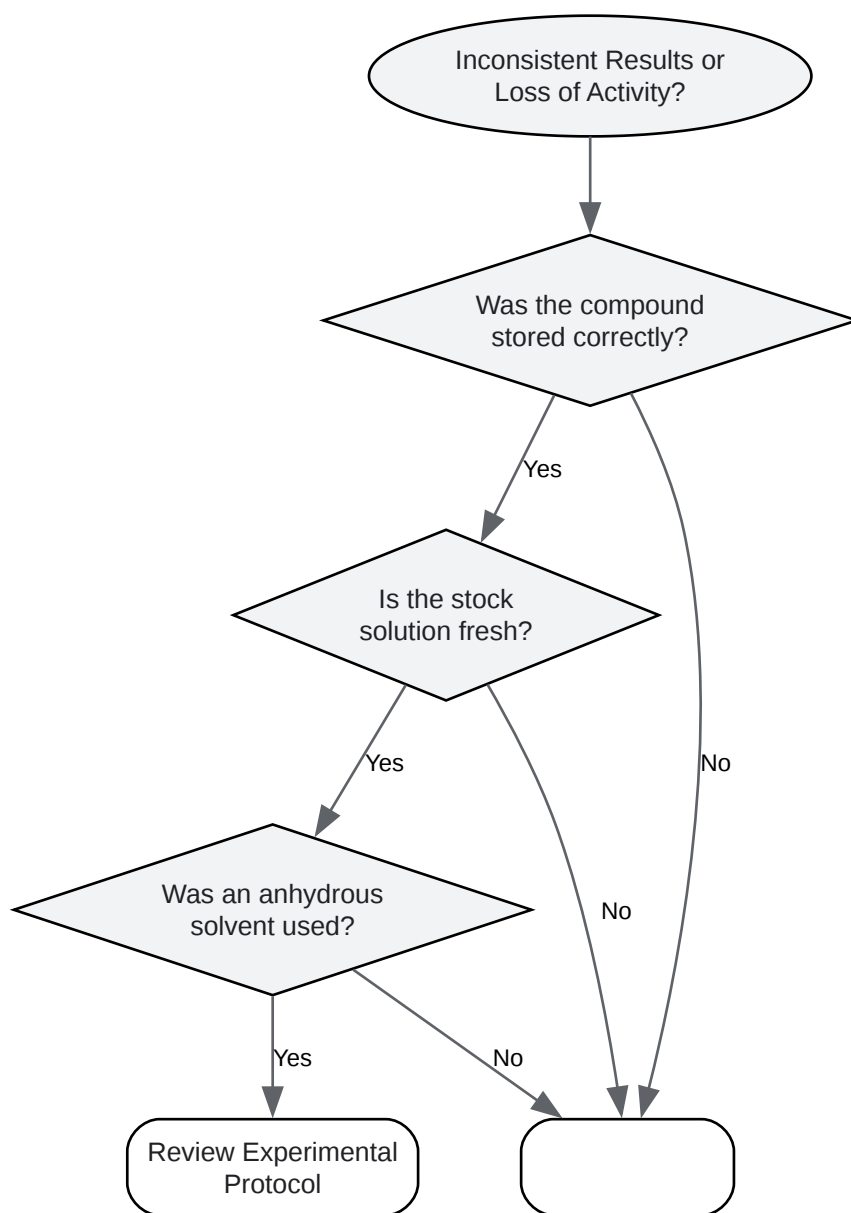 Inconsistent Results or
Loss of Activity?
Was the compound
stored correctly?
Yes
Is the stock
solution fresh?
Yes
No
Was an anhydrous
solvent used?
No
Yes
No
Review Experimental
Protocol